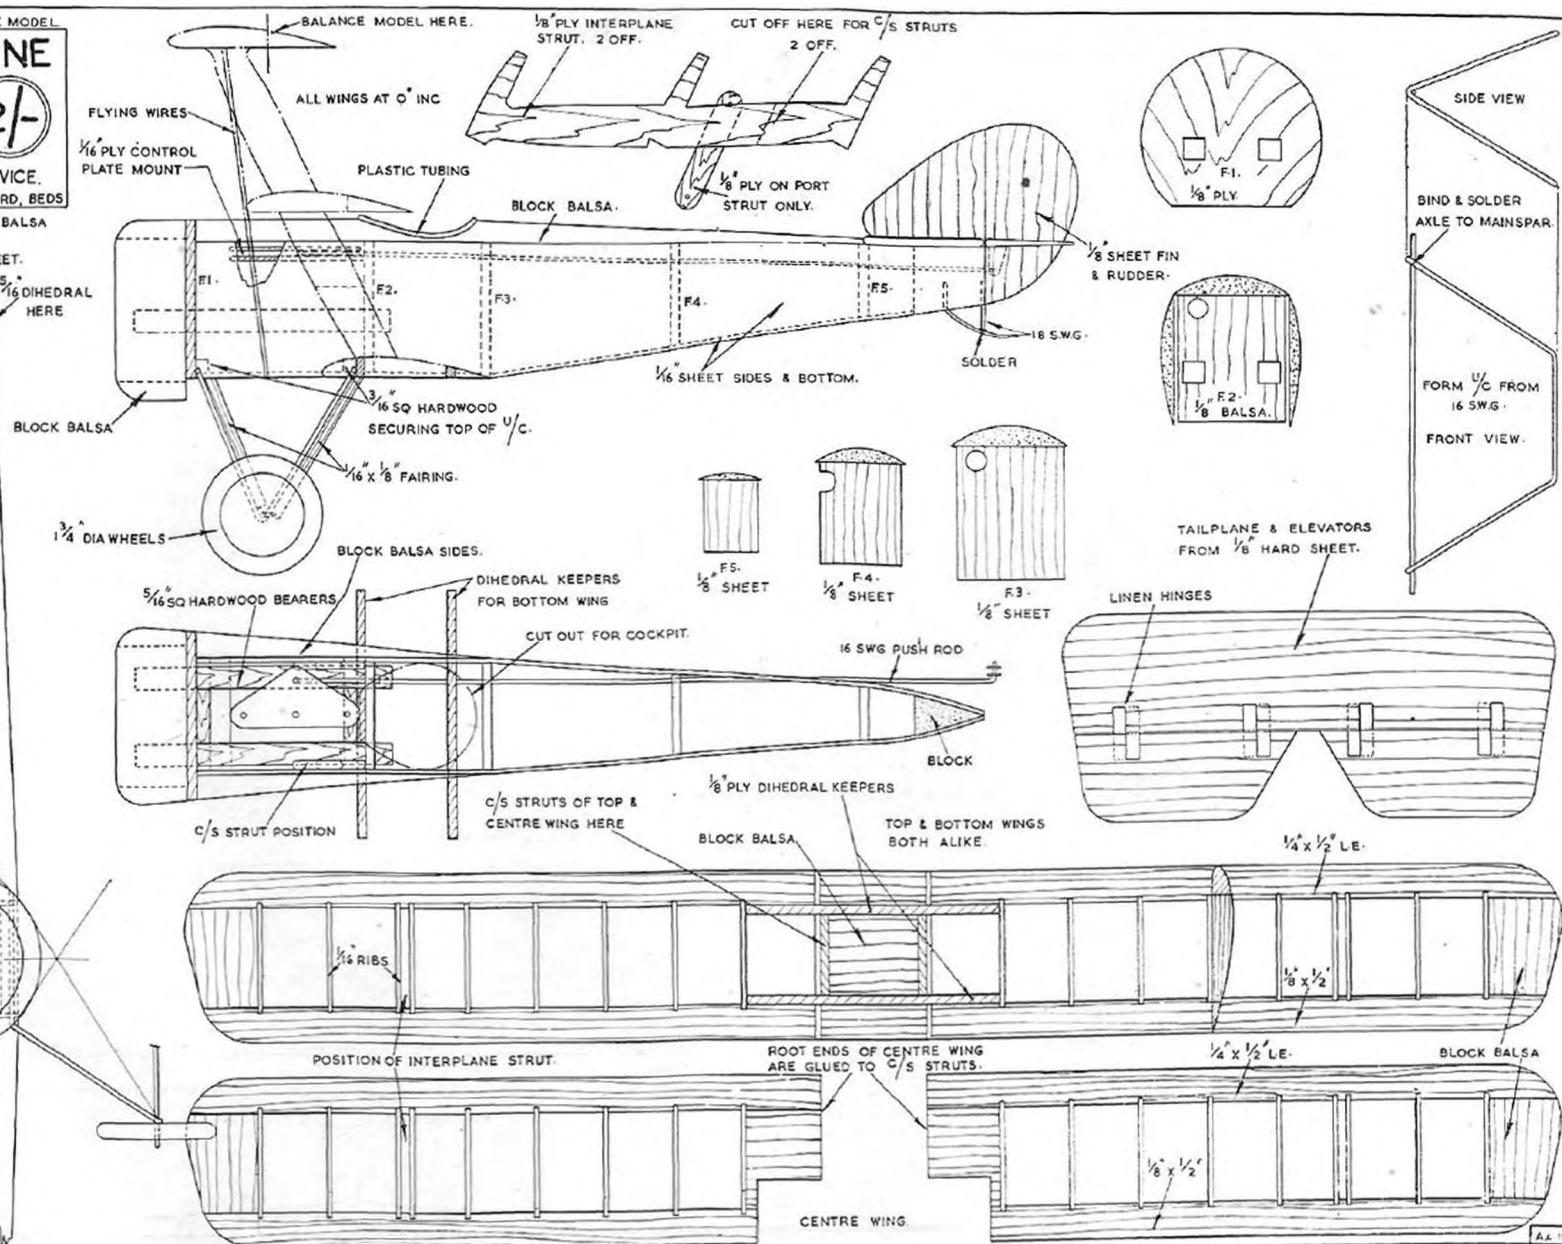 MODEL
NE
2/-
VICE.
RD, BEDS
BALSA
EET.
5/16" DIHEDRAL
HERE
BALANCE MODEL HERE.
ALL WINGS AT 0° INC
FLYING WIRES
1/16" PLY CONTROL
PLATE MOUNT
PLASTIC TUBING
BLOCK BALSA.
1/8" PLY INTERPLANE
STRUT. 2 OFF.
CUT OFF HERE FOR C/S STRUTS
2 OFF.
1/8" PLY ON PORT
STRUT ONLY.
F.1.
1/8" PLY.
SIDE VIEW
BIND & SOLDER
AXLE TO MAINSPAR.
1/8" SHEET FIN
& RUDDER.
F.1.
F.2.
F.3.
F.4.
F.5.
18 S.W.G.
SOLDER
1/16" SHEET SIDES & BOTTOM.
F.2.
1/8" BALSA.
FORM U/C FROM
16 S.W.G.
FRONT VIEW.
BLOCK BALSA
3/16" SQ HARDWOOD
SECURING TOP OF U/C.
1/16" x 1/8" FAIRING.
1 3/4" DIA WHEELS
F.5.
1/8" SHEET
F.4.
1/8" SHEET
F.3.
1/8" SHEET
TAILPLANE & ELEVATORS
FROM 1/8" HARD SHEET.
LINEN HINGES
BLOCK BALSA SIDES.
5/16" SQ HARDWOOD BEARERS
DIHEDRAL KEEPERS
FOR BOTTOM WING
CUT OUT FOR COCKPIT.
16 SWG PUSH ROD
BLOCK
C/S STRUT POSITION
C/S STRUTS OF TOP &
CENTRE WING HERE
1/8" PLY DIHEDRAL KEEPERS
BLOCK BALSA
TOP & BOTTOM WINGS
BOTH ALIKE.
1/4" x 1/2" L.E.
1/16" RIBS
1/8" x 1/2"
POSITION OF INTERPLANE STRUT.
ROOT ENDS OF CENTRE WING
ARE GLUED TO C/S STRUTS.
1/4" x 1/2" L.E.
BLOCK BALSA
1/8" x 1/2"
CENTRE WING.